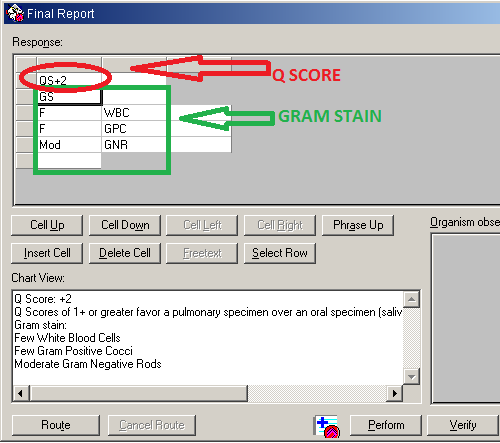 Final Report
Response:
QS+2
Q SCORE
GS
F WBC
GRAM STAIN
F GPC
Mod GNR
Cell Up Cell Down Cell Left Cell Right Phrase Up
Organism obse
Insert Cell Delete Cell Freetext Select Row
Chart View:
Q Score: +2
Q Scores of 1+ or greater favor a pulmonary specimen over an oral specimen (saliv
Gram stain:
Few White Blood Cells
Few Gram Positive Cocci
Moderate Gram Negative Rods
Route Cancel Route Perform Verify